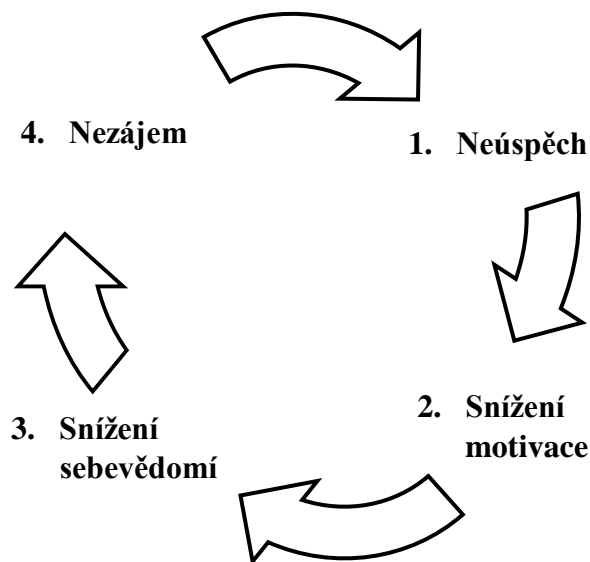 4. Nezájem
1. Neúspěch
2. Snížení
motivace
3. Snížení
sebevědomí